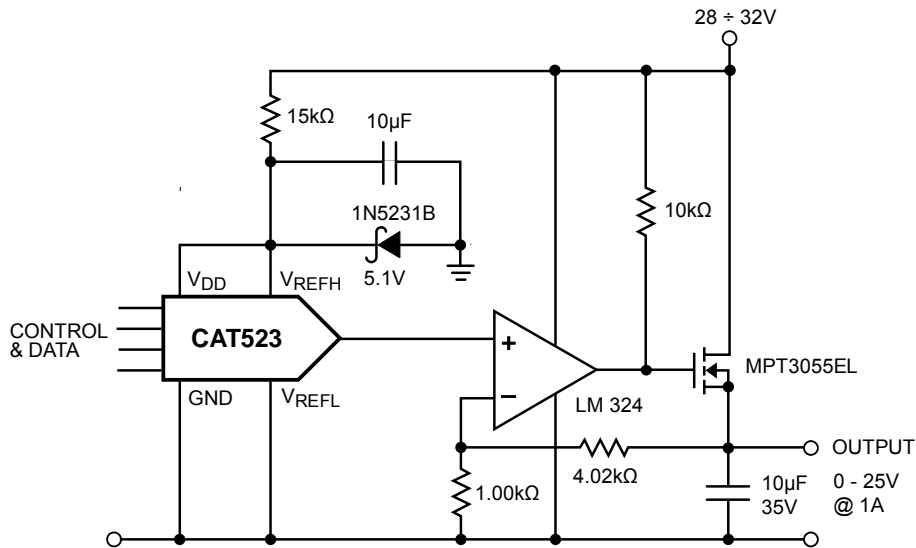 28 ÷ 32V
15kΩ
10µF
10kΩ
1N5231B
5.1V
VDD
VREFH
CONTROL
& DATA
CAT523
+
–
MPT3055EL
GND
VREFL
LM 324
OUTPUT
4.02kΩ
1.00kΩ
10µF
35V
0 - 25V
@ 1A